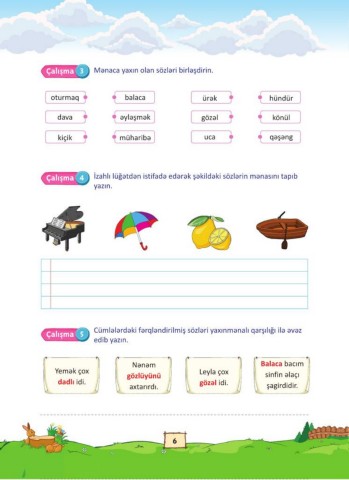 Çalışma 3 Mənaca yaxın olan sözləri birləşdirin.
oturmaq balaca ürək hündür
dava əyləşmək gözəl könül
kiçik müharibə uca qəşəng
Çalışma 4 İzahlı lüğətdən istifadə edərək şəkildəki sözlərin mənasını tapıb
yazın.
Çalışma 5 Cümlələrdəki fərqləndirilmiş sözləri yaxınmənalı qarşılığı ilə əvəz
edib yazın.
Yemək çox
dadlı idi.
Nənəm
gözlüyünü
axtarırdı.
Leyla çox
gözəl idi.
Balaca bacım
sinfin əlaçı
şagirdidir.
6